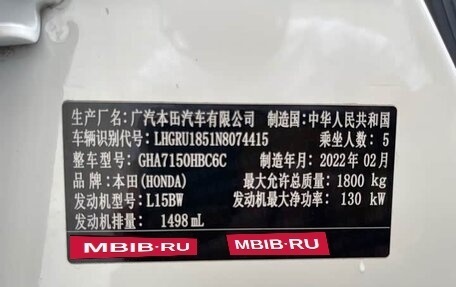 生产厂名：广汽本田汽车有限公司 制造国：中华人民共和国
车辆识别代号：LHGRU1851N8074415 乘坐人数：5
整车型号：GHA7150HBC6C 制造年月：2022年02月
品牌：本田(HONDA) 最大允许总质量：1800 kg
发动机型号：L15BW 发动机最大净功率：130 kW
发动机排量：1498 mL
MBIB.RU MBIB-RU